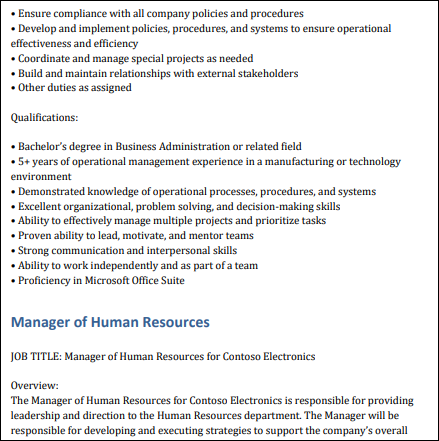 • Ensure compliance with all company policies and procedures
• Develop and implement policies, procedures, and systems to ensure operational
effectiveness and efficiency
• Coordinate and manage special projects as needed
• Build and maintain relationships with external stakeholders
• Other duties as assigned
Qualifications:
• Bachelor's degree in Business Administration or related field
• 5+ years of operational management experience in a manufacturing or technology
environment
• Demonstrated knowledge of operational processes, procedures, and systems
• Excellent organizational, problem solving, and decision-making skills
• Ability to effectively manage multiple projects and prioritize tasks
• Proven ability to lead, motivate, and mentor teams
• Strong communication and interpersonal skills
• Ability to work independently and as part of a team
• Proficiency in Microsoft Office Suite
Manager of Human Resources
JOB TITLE: Manager of Human Resources for Contoso Electronics
Overview:
The Manager of Human Resources for Contoso Electronics is responsible for providing
leadership and direction to the Human Resources department. The Manager will be
responsible for developing and executing strategies to support the company's overall